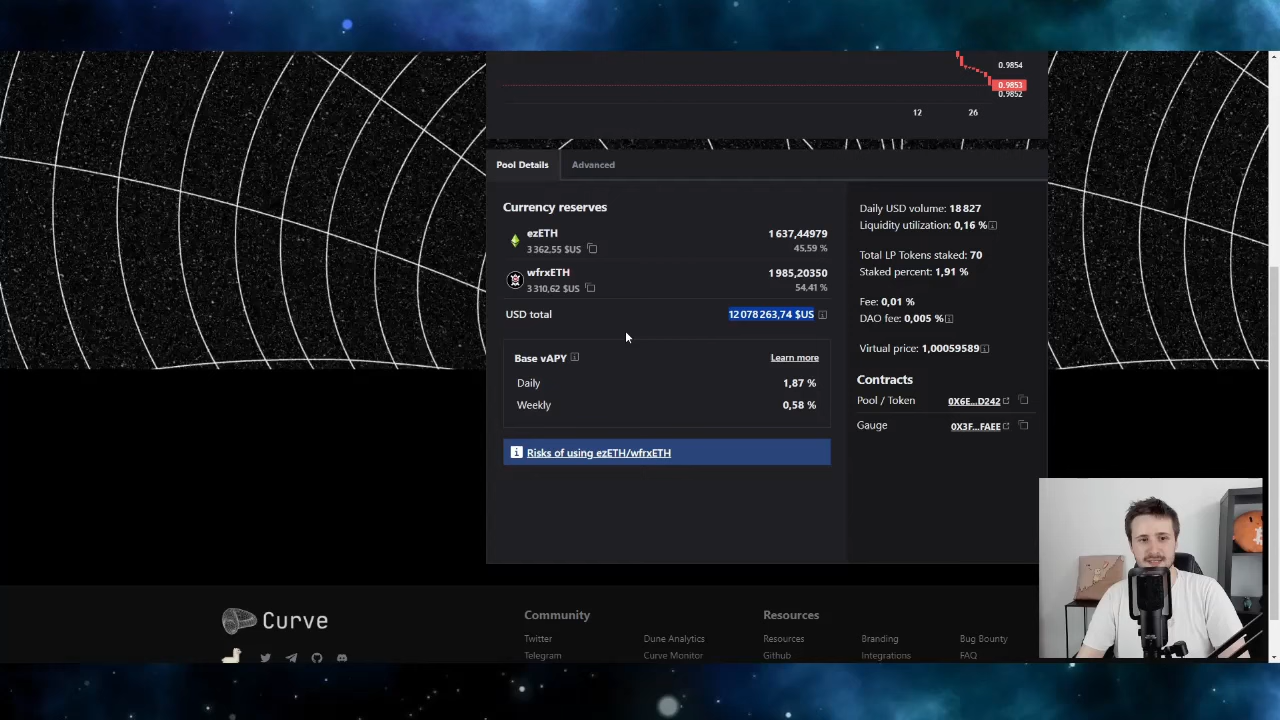 0.9854
0.9853
0.9852
12 26
Pool Details Advanced
Currency reserves
ezETH 1 637,44979
3 362,55 $US 45,59 %
wfrxETH 1 985,20350
3 310,62 $US 54.41 %
USD total 12 078 263,74 $US
Base vAPY Learn more
Daily 1,87 %
Weekly 0,58 %
Risks of using ezETH/wfrxETH
Daily USD volume: 18 827
Liquidity utilization: 0,16 %
Total LP Tokens staked: 70
Staked percent: 1,91 %
Fee: 0,01 %
DAO fee: 0,005 %
Virtual price: 1,00059589
Contracts
Pool / Token 0X6E...D242
Gauge 0X3F...FAEE
Curve
Community
Twitter Dune Analytics
Telegram Curve Monitor
Resources
Resources Branding Bug Bounty
Github Integrations FAQ